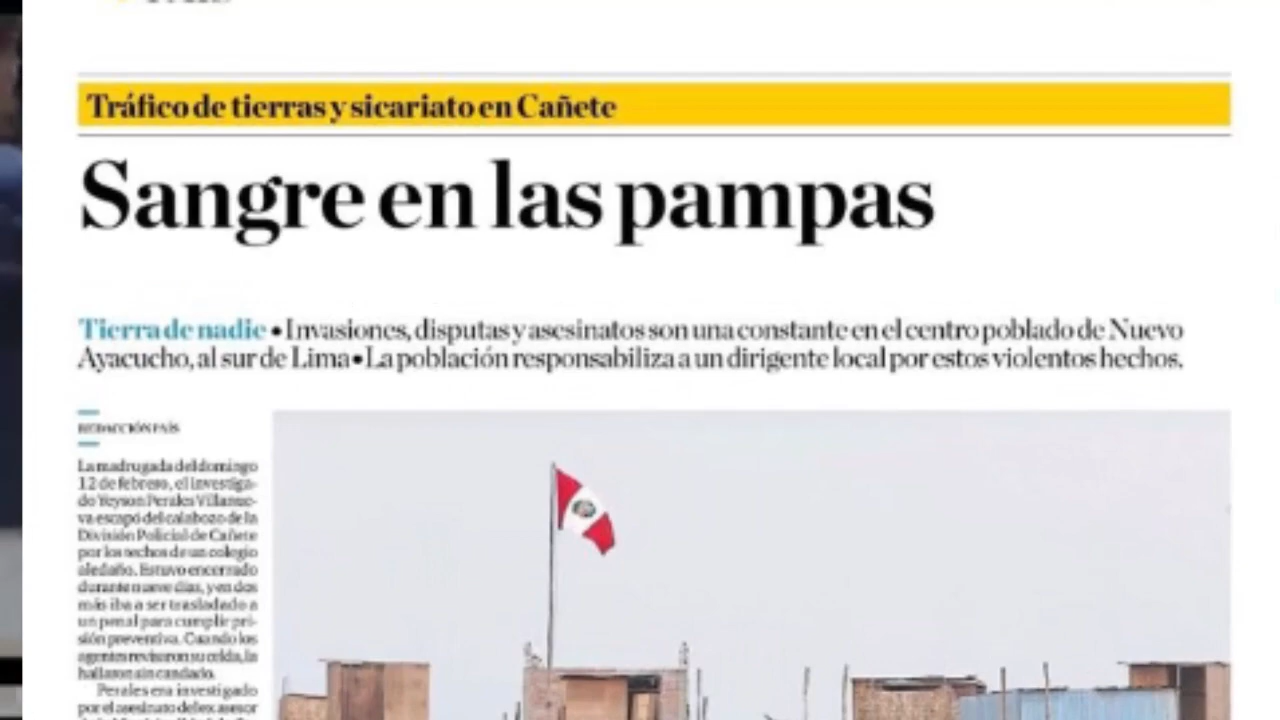 Tráfico de tierras y sicariato en Cañete
Sangre en las pampas
Tierra de nadie • Invasiones, disputas y asesinatos son una constante en el centro poblado de Nuevo
Ayacucho, al sur de Lima • La población responsabiliza a un dirigente local por estos violentos hechos.
REDACCIÓN PAÍS
La madrugada del domingo
12 de febrero, el investiga-
do Yeyson Perales Villanue-
va escapó del calabozo de la
División Policial de Cañete
por los techos de un colegio
aledaño. Estuvo encerrado
durante nueve días, y en dos
más iba a ser trasladado a
un penal para cumplir pri-
sión preventiva. Cuando los
agentes revisaron su celda, la
hallaron sin candado.
Perales era investigado
por el asesinato del ex asesor